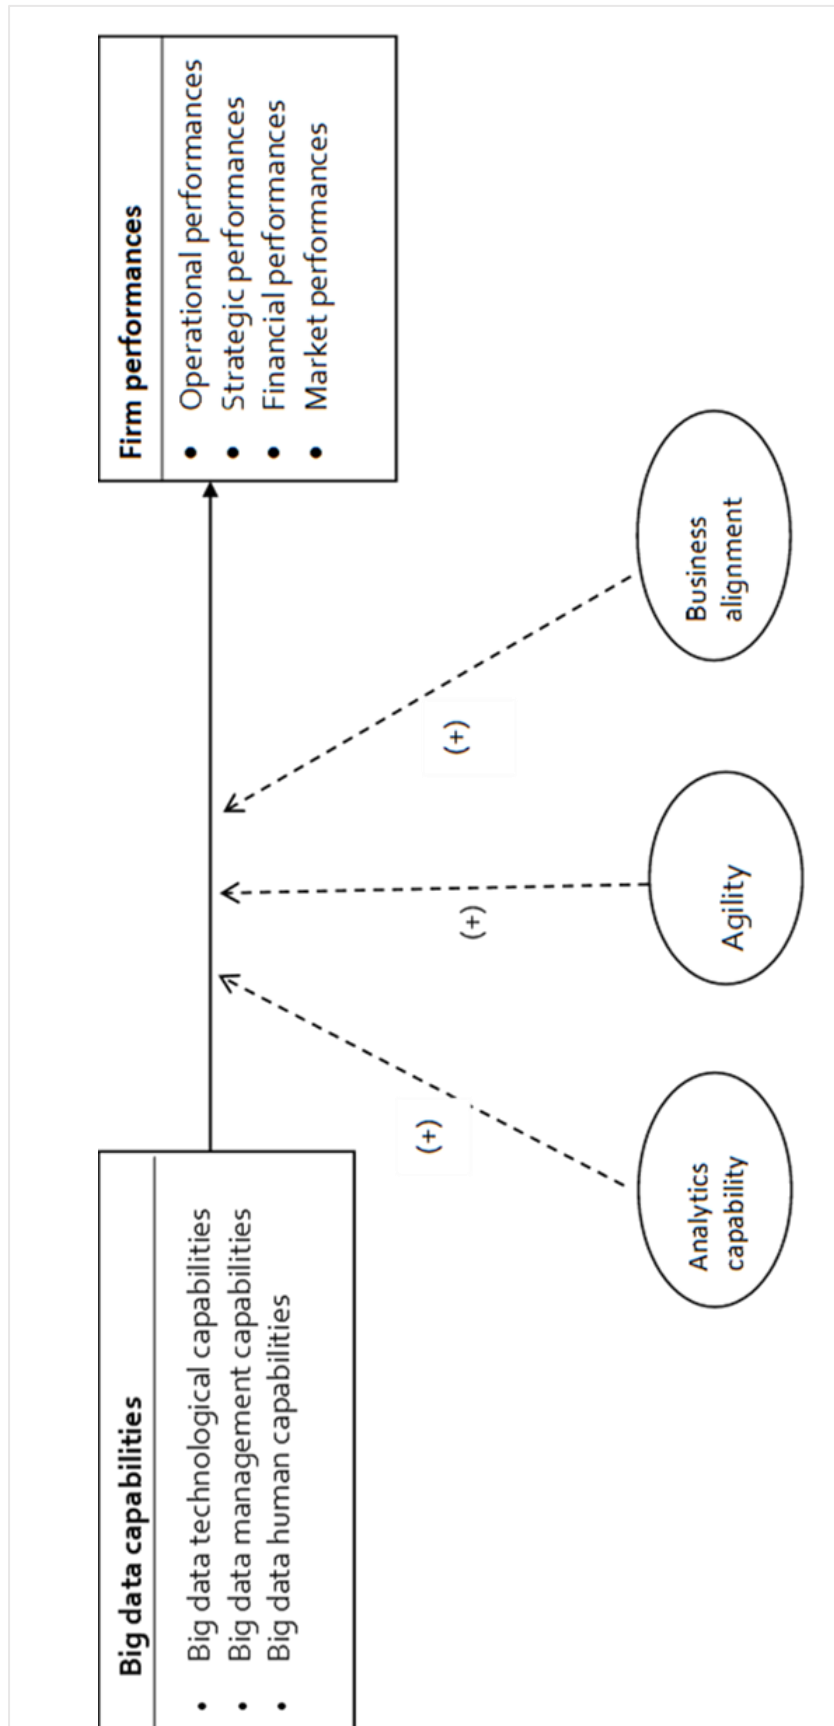 Big data capabilities
• Big data technological capabilities
• Big data management capabilities
• Big data human capabilities
Firm performances
• Operational performances
• Strategic performances
• Financial performances
• Market performances
(+)
(+)
(+)
Analytics
capability
Agility
Business
alignment